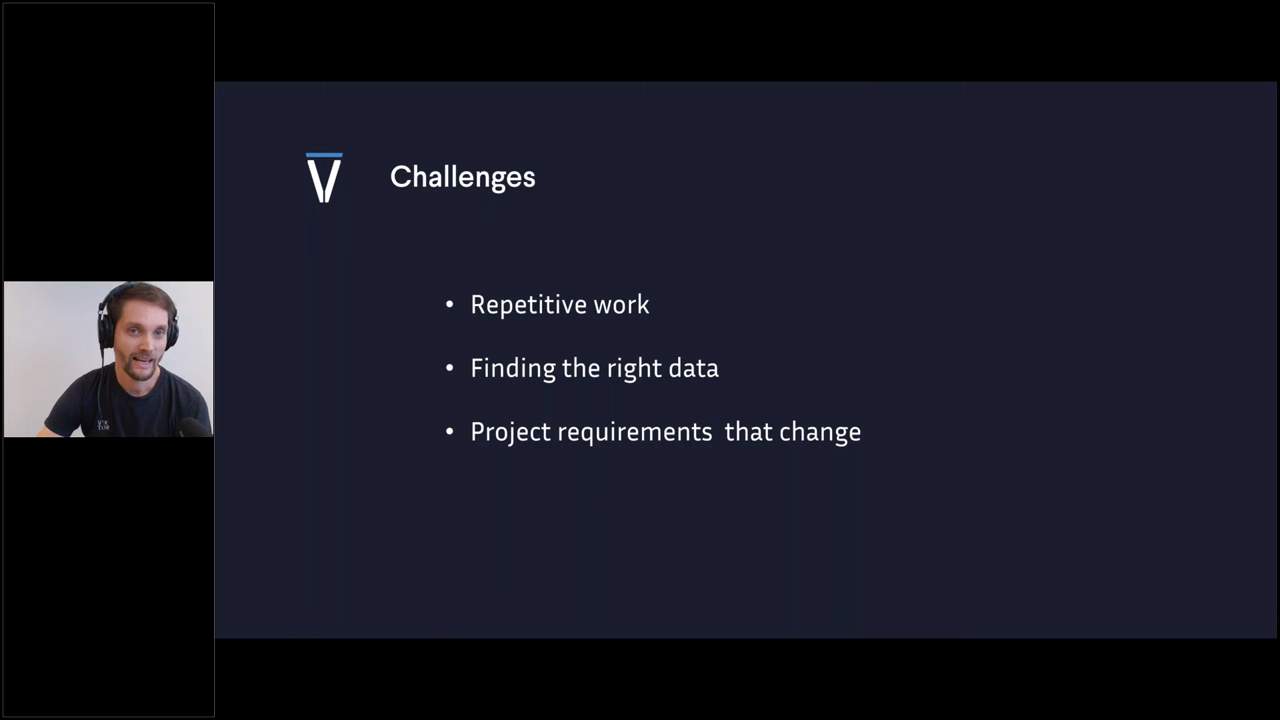 Challenges
• Repetitive work
• Finding the right data
• Project requirements  that change